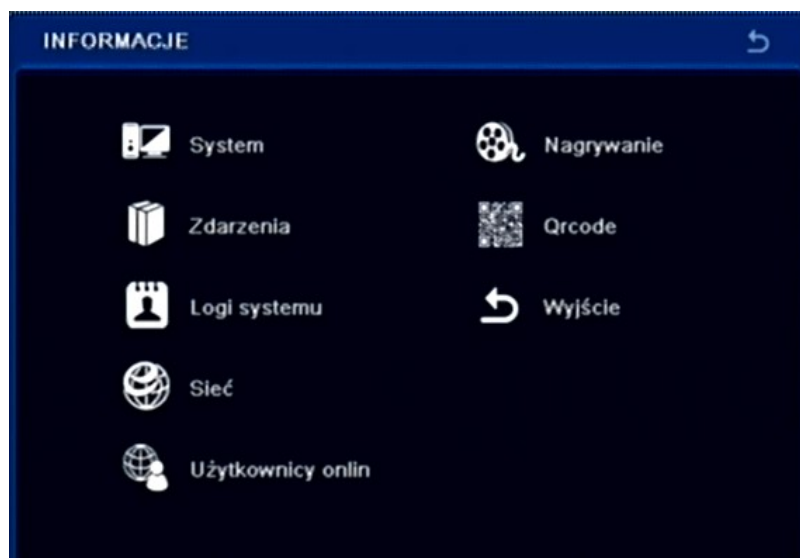 INFORMACJE
System
Nagrywanie
Zdarzenia
Qrcode
Logi systemu
Wyjście
Sieć
Użytkownicy onlin